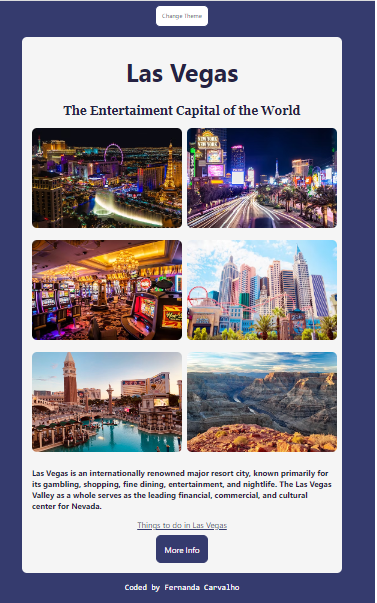 Change Theme
Las Vegas
The Entertaiment Capital of the World
Las Vegas is an internationally renowned major resort city, known primarily for
its gambling, shopping, fine dining, entertainment, and nightlife. The Las Vegas
Valley as a whole serves as the leading financial, commercial, and cultural
center for Nevada.
Things to do in Las Vegas
More Info
Coded by Fernanda Carvalho